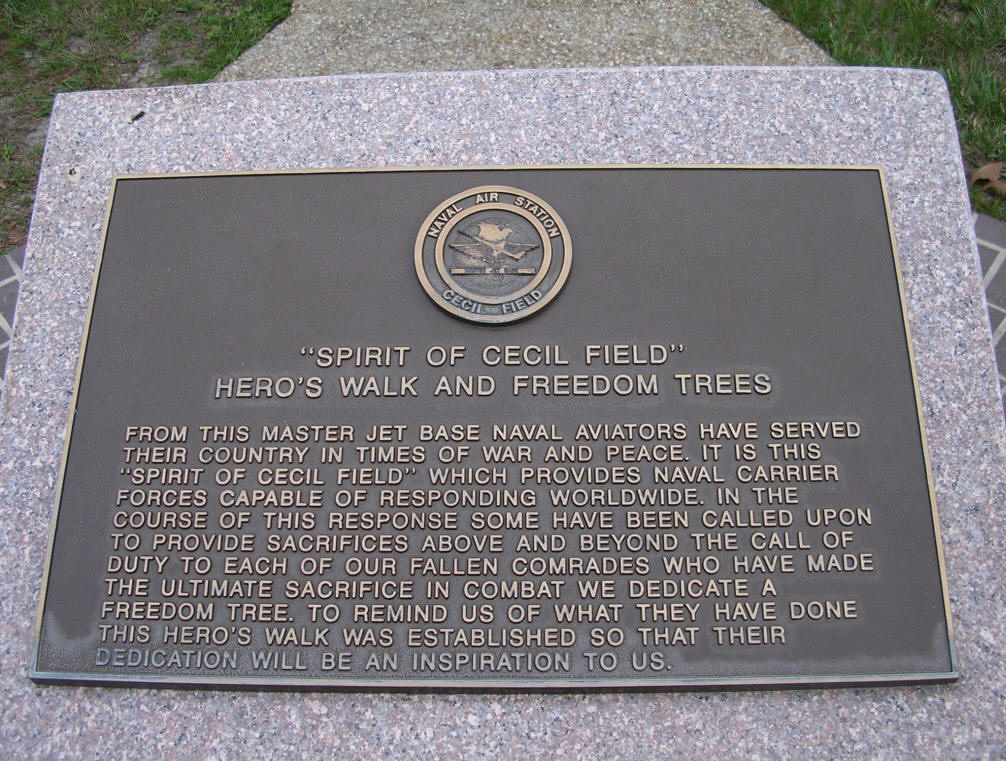 NAVAL AIR STATION
MASTER JET BASE
CECIL FIELD
"SPIRIT OF CECIL FIELD"
HERO'S WALK AND FREEDOM TREES
FROM THIS MASTER JET BASE NAVAL AVIATORS HAVE SERVED
THEIR COUNTRY IN TIMES OF WAR AND PEACE. IT IS THIS
"SPIRIT OF CECIL FIELD" WHICH PROVIDES NAVAL CARRIER
FORCES CAPABLE OF RESPONDING WORLDWIDE. IN THE
COURSE OF THIS RESPONSE SOME HAVE BEEN CALLED UPON
TO PROVIDE SACRIFICES ABOVE AND BEYOND THE CALL OF
DUTY TO EACH OF OUR FALLEN COMRADES WHO HAVE MADE
THE ULTIMATE SACRIFICE IN COMBAT WE DEDICATE A
FREEDOM TREE. TO REMIND US OF WHAT THEY HAVE DONE
THIS HERO'S WALK WAS ESTABLISHED SO THAT THEIR
DEDICATION WILL BE AN INSPIRATION TO US.